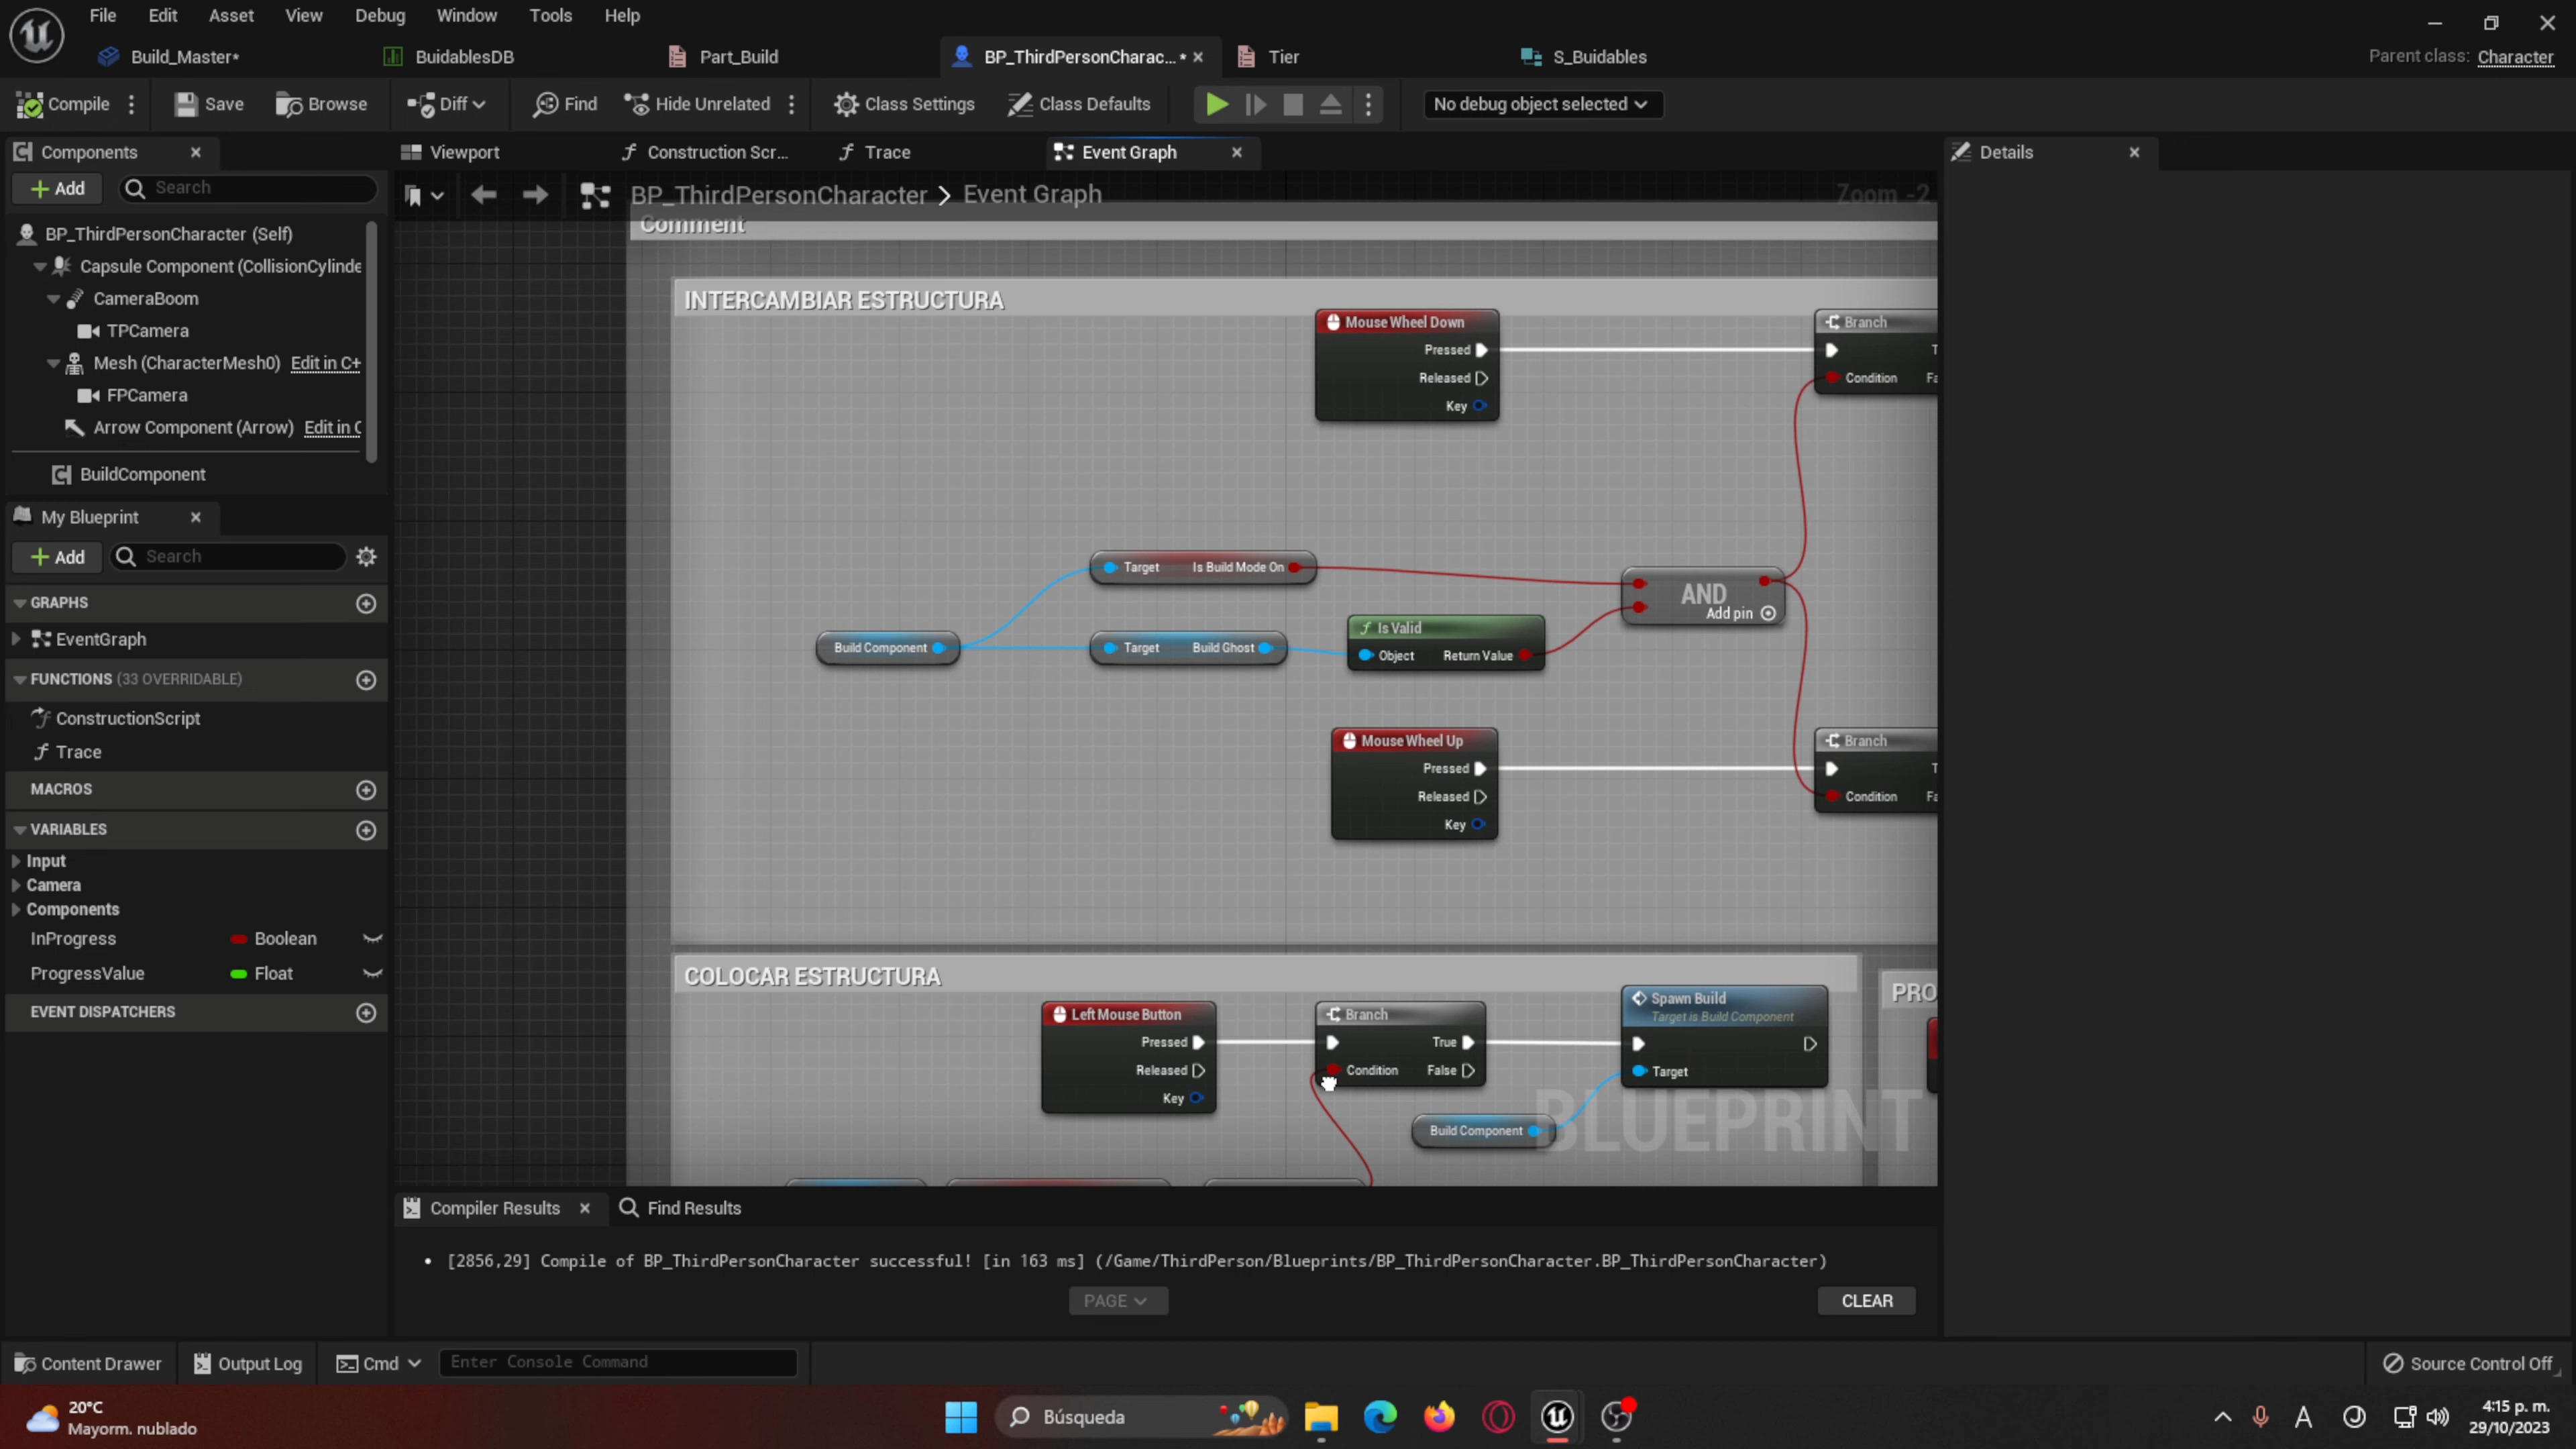 File Edit Asset View Debug Window Tools Help
Build_Master* BuidablesDB Part_Build BP_ThirdPersonCharac...* Tier S_Buidables Parent class: Character
Compile Save Browse Diff Find Hide Unrelated Class Settings Class Defaults No debug object selected
Components Viewport Construction Scr... Trace Event Graph Details
Add Search BP_ThirdPersonCharacter > Event Graph Zoom -2
Comment
BP_ThirdPersonCharacter (Self)
Capsule Component (CollisionCylinde
CameraBoom
TPCamera
Mesh (CharacterMesh0) Edit in C+
FPCamera
Arrow Component (Arrow) Edit in C
BuildComponent
My Blueprint
Add Search
GRAPHS
EventGraph
FUNCTIONS (33 OVERRIDABLE)
ConstructionScript
Trace
MACROS
VARIABLES
Input
Camera
Components
InProgress Boolean
ProgressValue Float
EVENT DISPATCHERS
INTERCAMBIAR ESTRUCTURA
Mouse Wheel Down
Pressed
Released
Key
Branch
T
Condition Fa
Target Is Build Mode On
AND
Add pin
Build Component
Target Build Ghost
Is Valid
Object Return Value
Mouse Wheel Up
Pressed
Released
Key
Branch
T
Condition Fa
COLOCAR ESTRUCTURA
Left Mouse Button
Pressed
Released
Key
Branch
True
Condition False
Spawn Build
Target is Build Component
Target
Build Component
PRO
BLUEPRINT
Compiler Results Find Results
• [2856,29] Compile of BP_ThirdPersonCharacter successful! [in 163 ms] (/Game/ThirdPerson/Blueprints/BP_ThirdPersonCharacter.BP_ThirdPersonCharacter)
PAGE CLEAR
Content Drawer Output Log Cmd Enter Console Command Source Control Off
20°C
Mayorm. nublado
Búsqueda
A
4:15 p. m.
29/10/2023